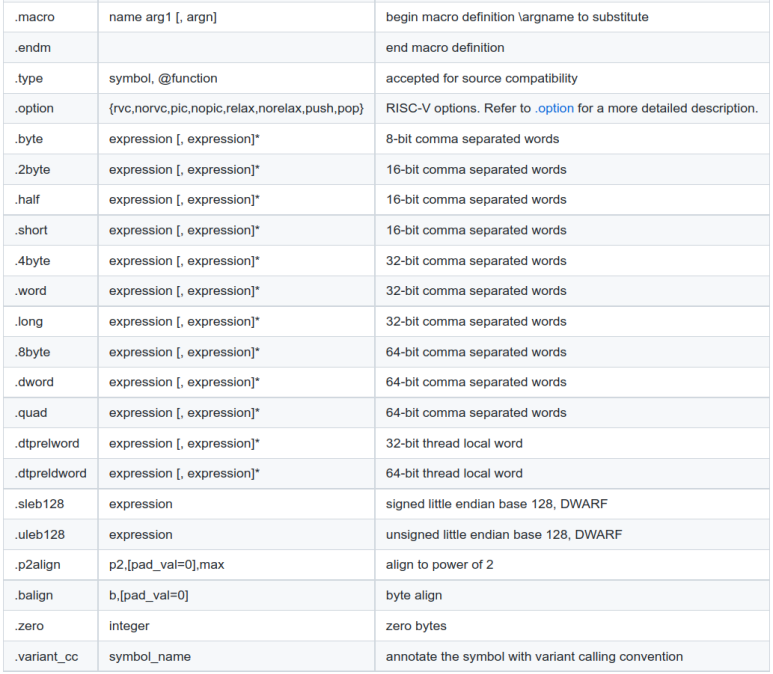 .macro name arg1 [, argn] begin macro definition \argname to substitute
.endm end macro definition
.type symbol, @function accepted for source compatibility
.option {rvc,norvc,pic,nopic,relax,norelax,push,pop} RISC-V options. Refer to .option for a more detailed description.
.byte expression [, expression]* 8-bit comma separated words
.2byte expression [, expression]* 16-bit comma separated words
.half expression [, expression]* 16-bit comma separated words
.short expression [, expression]* 16-bit comma separated words
.4byte expression [, expression]* 32-bit comma separated words
.word expression [, expression]* 32-bit comma separated words
.long expression [, expression]* 32-bit comma separated words
.8byte expression [, expression]* 64-bit comma separated words
.dword expression [, expression]* 64-bit comma separated words
.quad expression [, expression]* 64-bit comma separated words
.dtprelword expression [, expression]* 32-bit thread local word
.dtpreldword expression [, expression]* 64-bit thread local word
.sleb128 expression signed little endian base 128, DWARF
.uleb128 expression unsigned little endian base 128, DWARF
.p2align p2,[pad_val=0],max align to power of 2
.balign b,[pad_val=0] byte align
.zero integer zero bytes
.variant_cc symbol_name annotate the symbol with variant calling convention